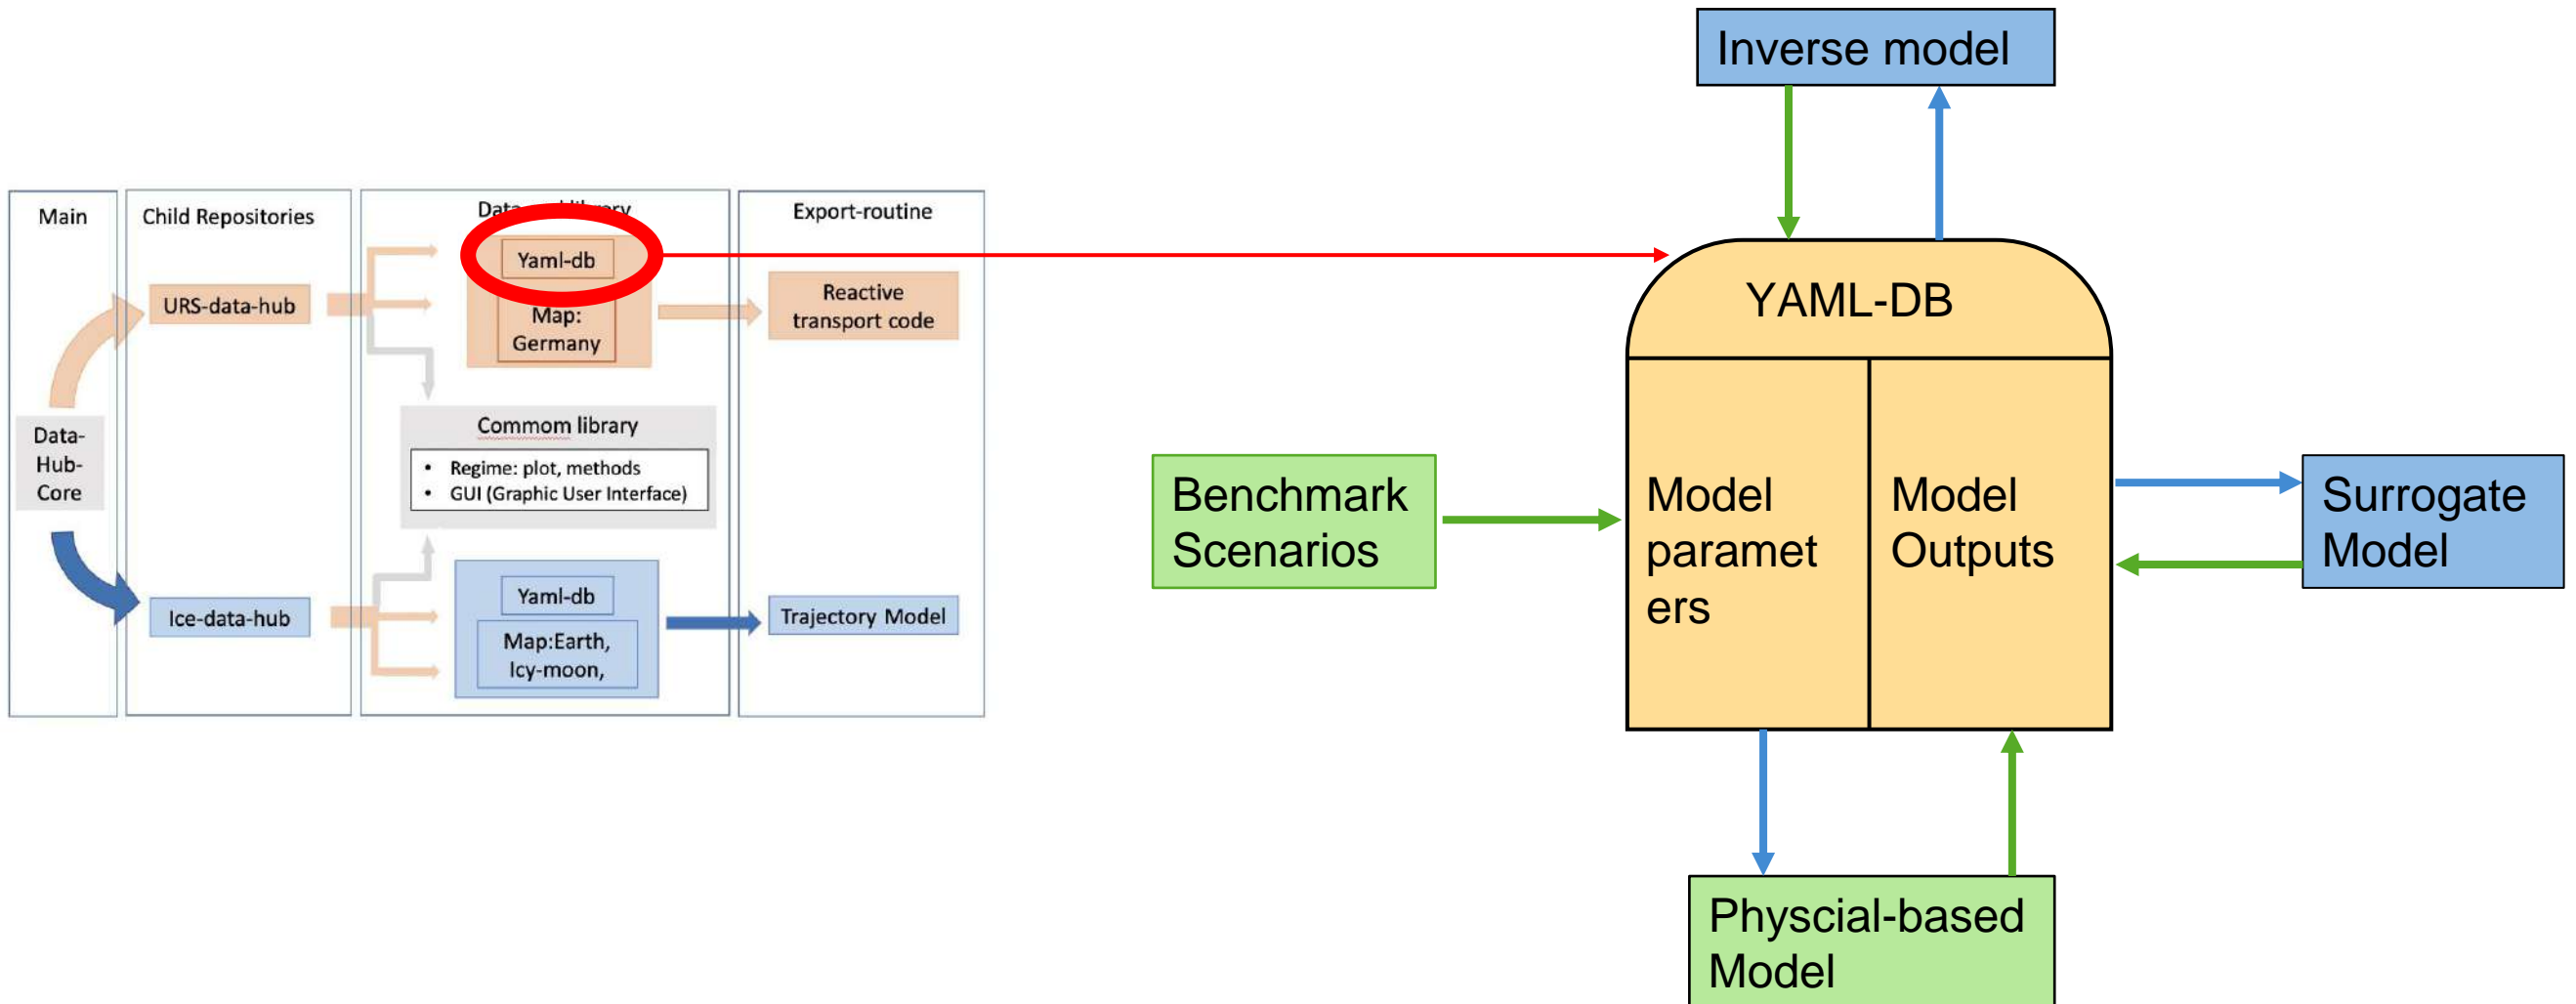 Main
Child Repositories
Data
library
Export-routine
Yaml-db
URS-data-hub
Map:
Germany
Reactive
transport code
Data-
Hub-
Core
Commom library
• Regime: plot, methods
• GUI (Graphic User Interface)
Ice-data-hub
Yaml-db
Map:Earth,
Icy-moon,
Trajectory Model
Inverse model
YAML-DB
Benchmark
Scenarios
Model
paramet
ers
Model
Outputs
Surrogate
Model
Physcial-based
Model